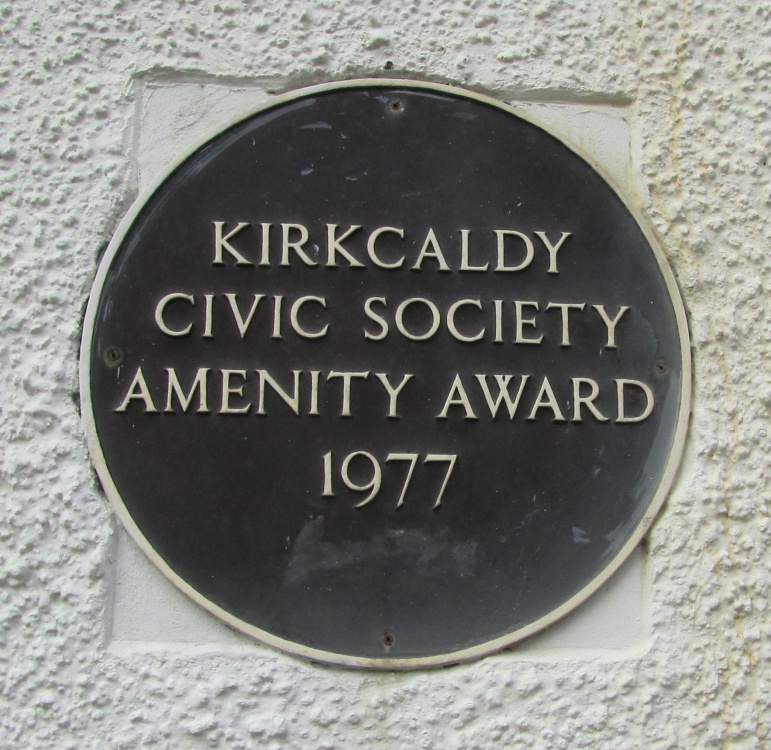 KIRKCALDY
CIVIC SOCIETY
AMENITY AWARD
1977